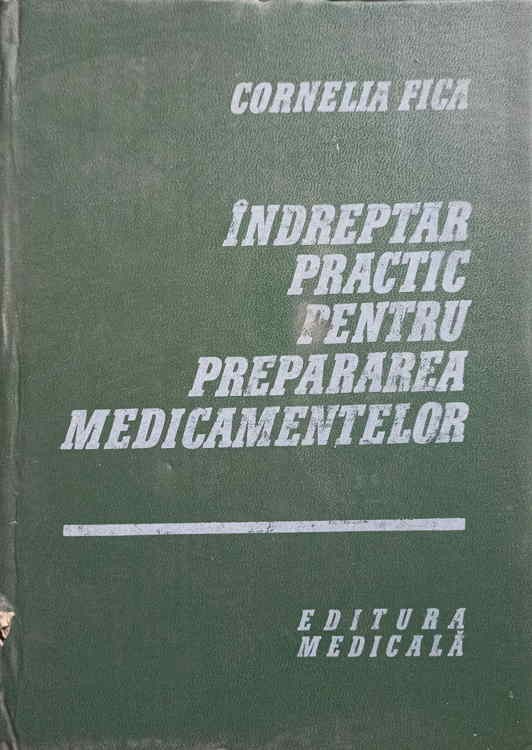 CORNELIA FICA
ÎNDREPTAR
PRACTIC
PENTRU
PREPARAREA
MEDICAMENTELOR
EDITURA
MEDICALĂ